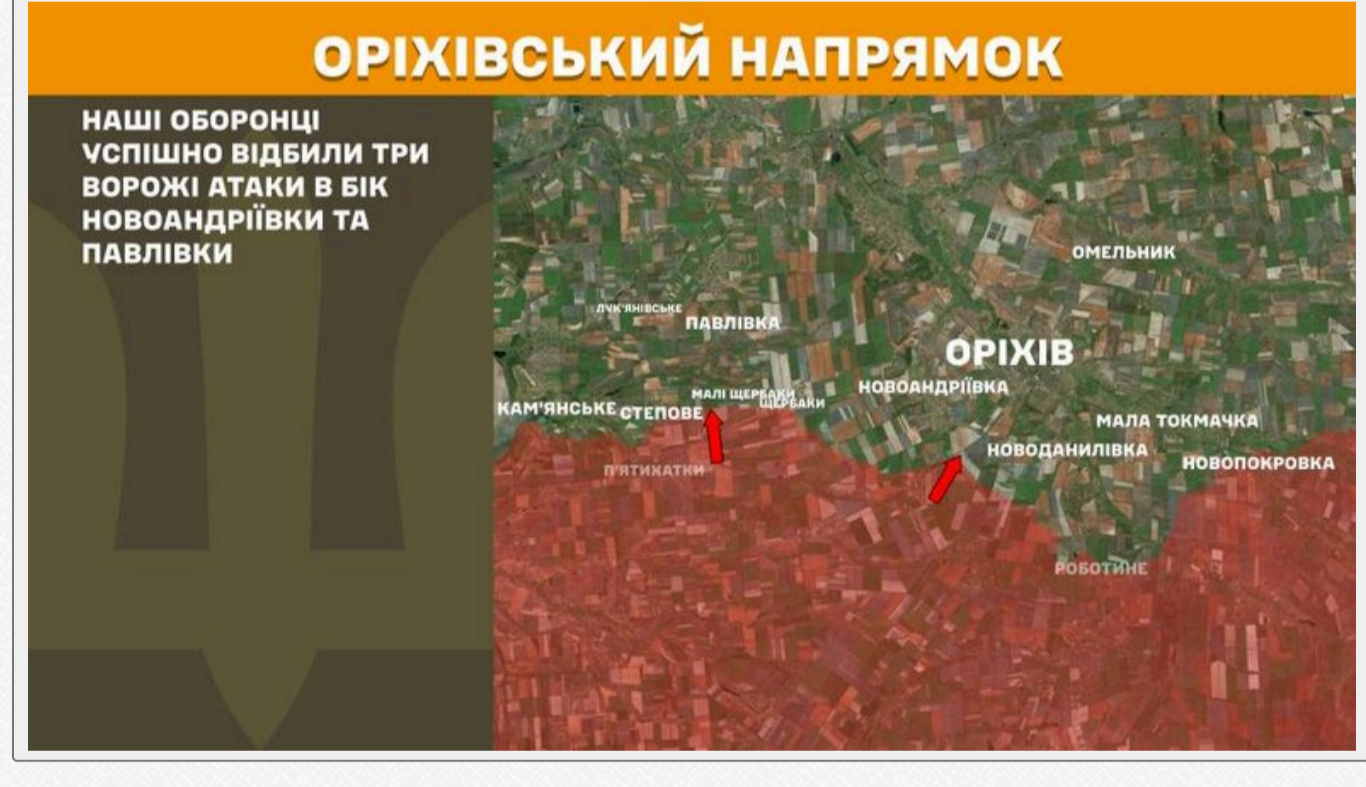 ОРІХІВСЬКИЙ НАПРЯМОК
НАШІ ОБОРОНЦІ
УСПІШНО ВІДБИЛИ ТРИ
ВОРОЖІ АТАКИ В БІК
НОВОАНДРІЇВКИ ТА
ПАВЛІВКИ
ОМЕЛЬНИК
ЛУК'ЯНІВСЬКЕ
ПАВЛІВКА
ОРІХІВ
НОВОАНДРІЇВКА
МАЛІ ЩЕРБАКИ
ЩЕРБАКИ
КАМ'ЯНСЬКЕ
СТЕПОВЕ
МАЛА ТОКМАЧКА
НОВОДАНИЛІВКА
НОВОПОКРОВКА
П'ЯТИХАТКИ
РОБОТИНЕ